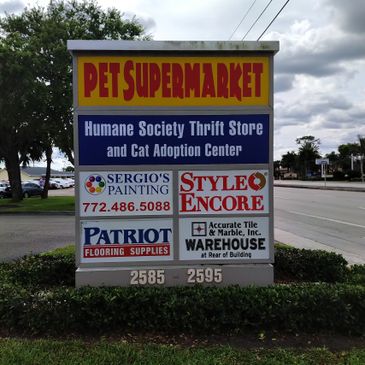 PET SUPERMARKET
Humane Society Thrift Store
and Cat Adoption Center
SERGIO'S
PAINTING
772.486.5088
STYLE
ENCORE
PATRIOT
FLOORING SUPPLIES
Accurate Tile
& Marble, Inc.
WAREHOUSE
at Rear of Building
2585 - 2595